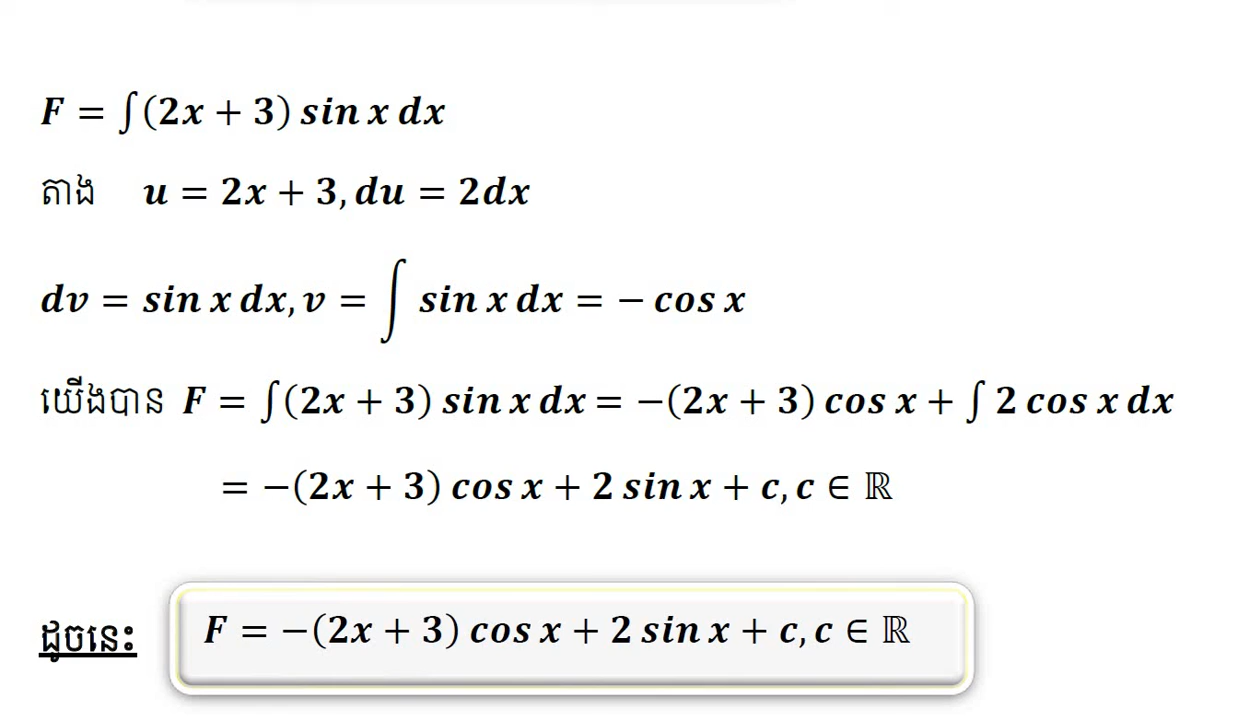 F = ∫(2x + 3) sin x dx
តាង u = 2x + 3, du = 2dx
dv = sin x dx, v = ∫ sin x dx = − cos x
យើងបាន F = ∫(2x + 3) sin x dx = −(2x + 3) cos x + ∫ 2 cos x dx
= −(2x + 3) cos x + 2 sin x + c, c ∈ ℝ
ដូចនេះ F = −(2x + 3) cos x + 2 sin x + c, c ∈ ℝ